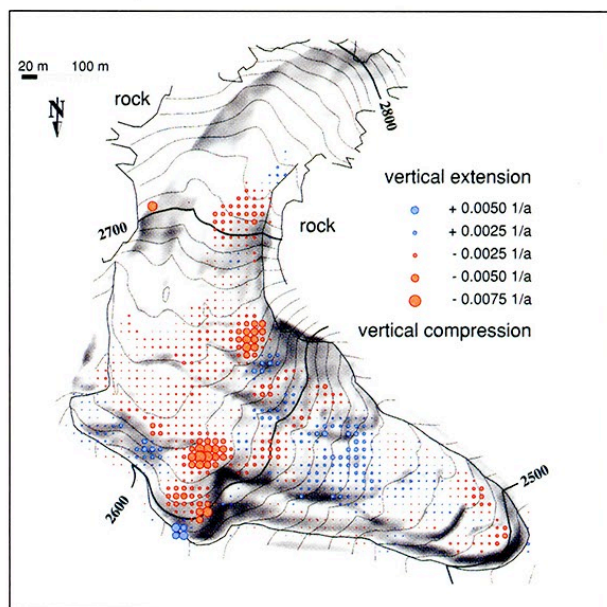 20 m 100 m
rock
N
2800
vertical extension
+ 0.0050 1/a
+ 0.0025 1/a
- 0.0025 1/a
- 0.0050 1/a
- 0.0075 1/a
vertical compression
rock
2700
2600
2500